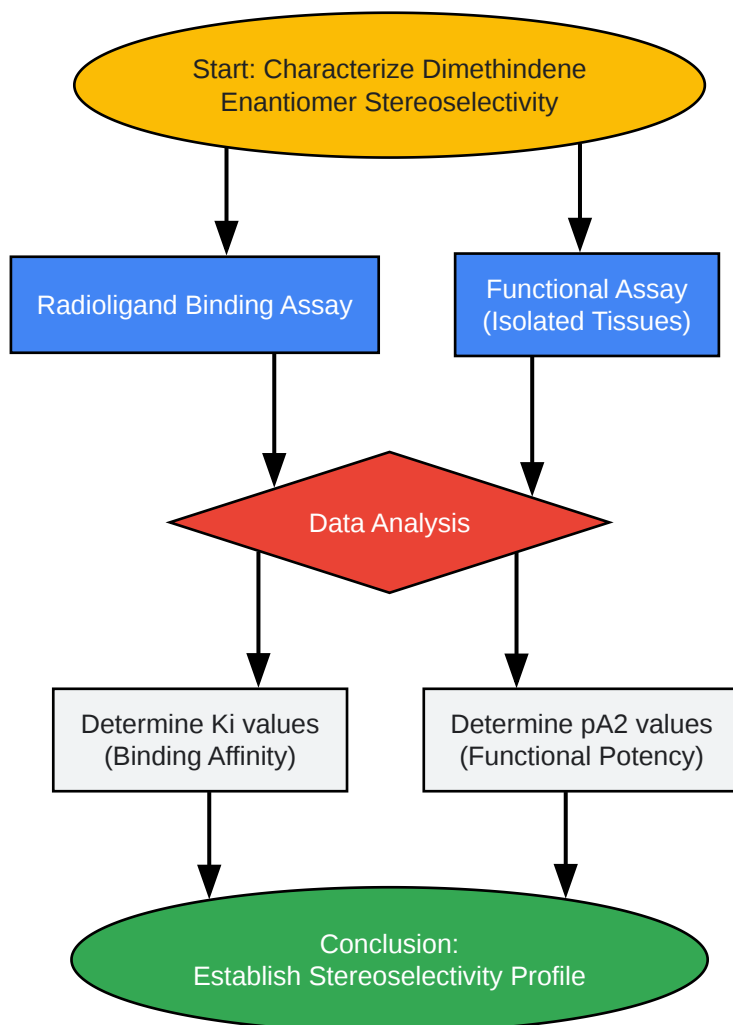 Start: Characterize Dimethindene
Enantiomer Stereoselectivity
Radioligand Binding Assay
Functional Assay
(Isolated Tissues)
Data Analysis
Determine Ki values
(Binding Affinity)
Determine pA2 values
(Functional Potency)
Conclusion:
Establish Stereoselectivity Profile